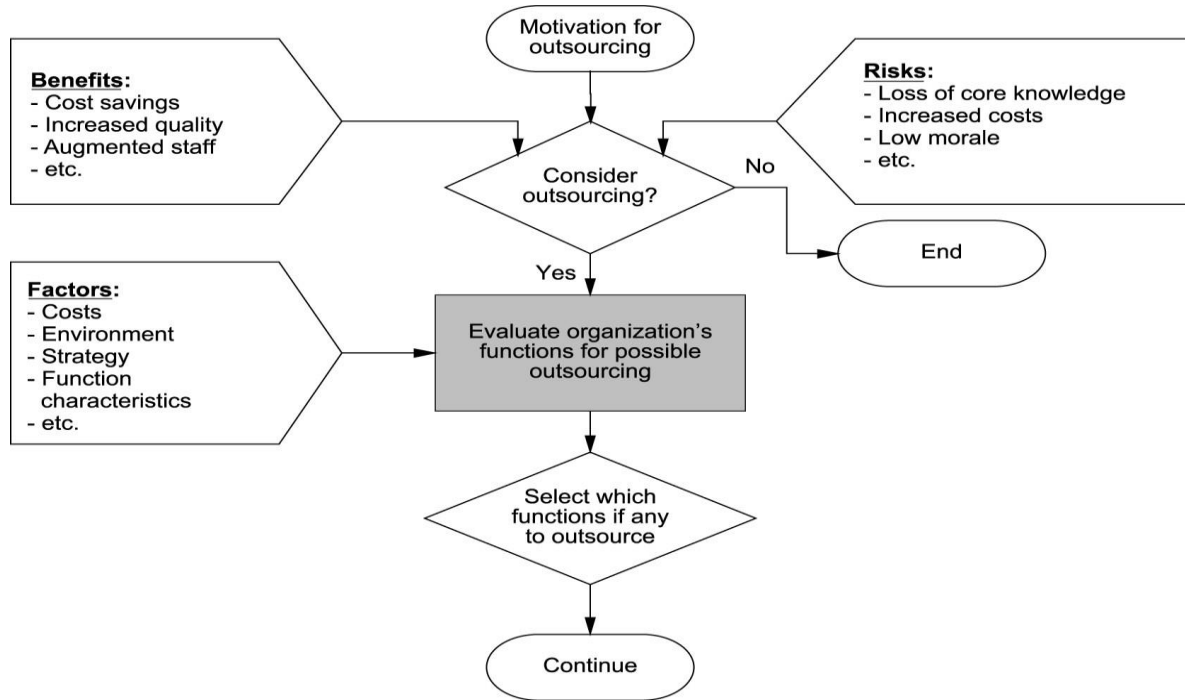 Motivation for
outsourcing
Benefits:
- Cost savings
- Increased quality
- Augmented staff
- etc.
Risks:
- Loss of core knowledge
- Increased costs
- Low morale
- etc.
Consider
outsourcing?
No
End
Yes
Factors:
- Costs
- Environment
- Strategy
- Function
characteristics
- etc.
Evaluate organization’s
functions for possible
outsourcing
Select which
functions if any
to outsource
Continue